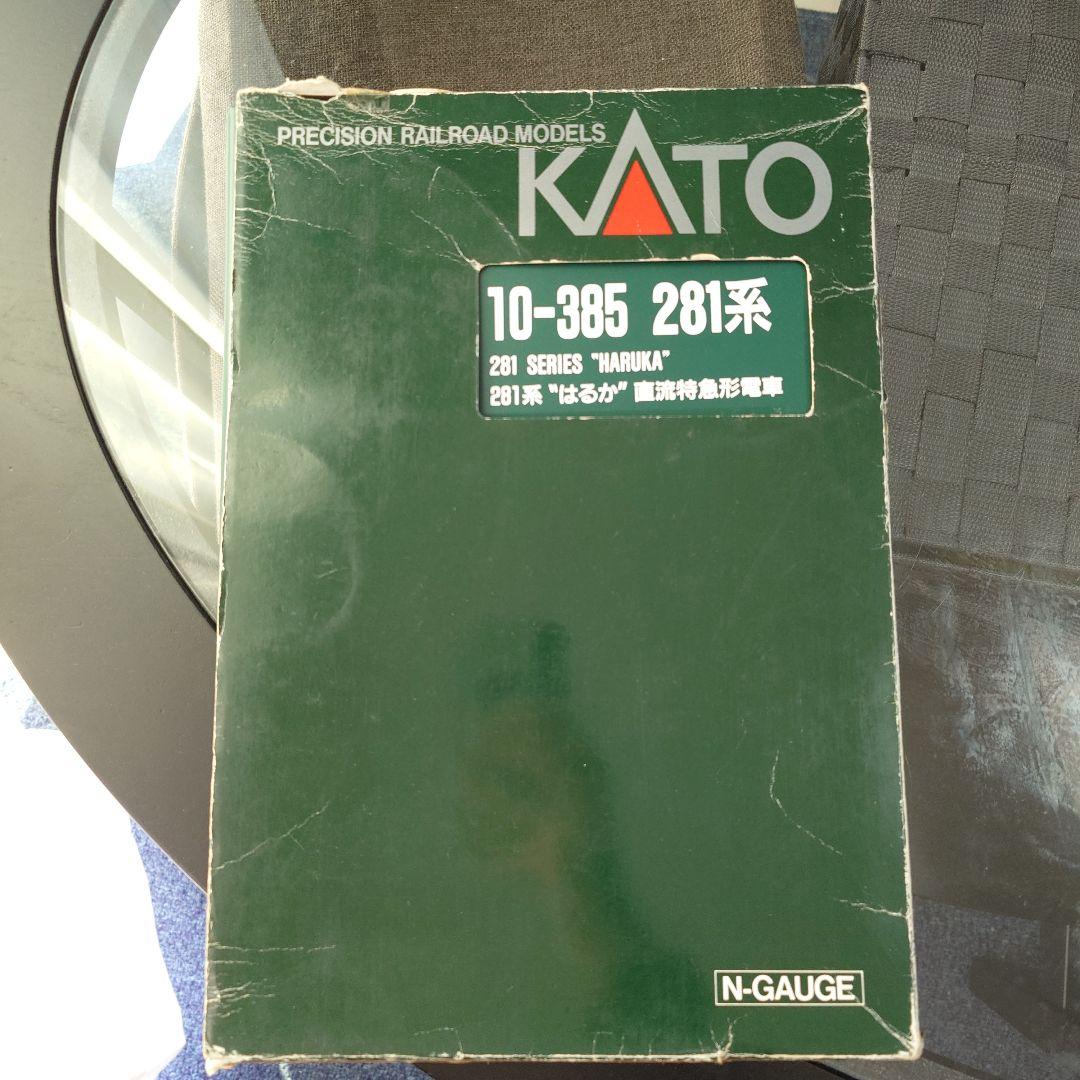 PRECISION RAILROAD MODELS
KATO
10-385 281系
281 SERIES "HARUKA"
281系 "はるか" 直流特急形電車
N-GAUGE